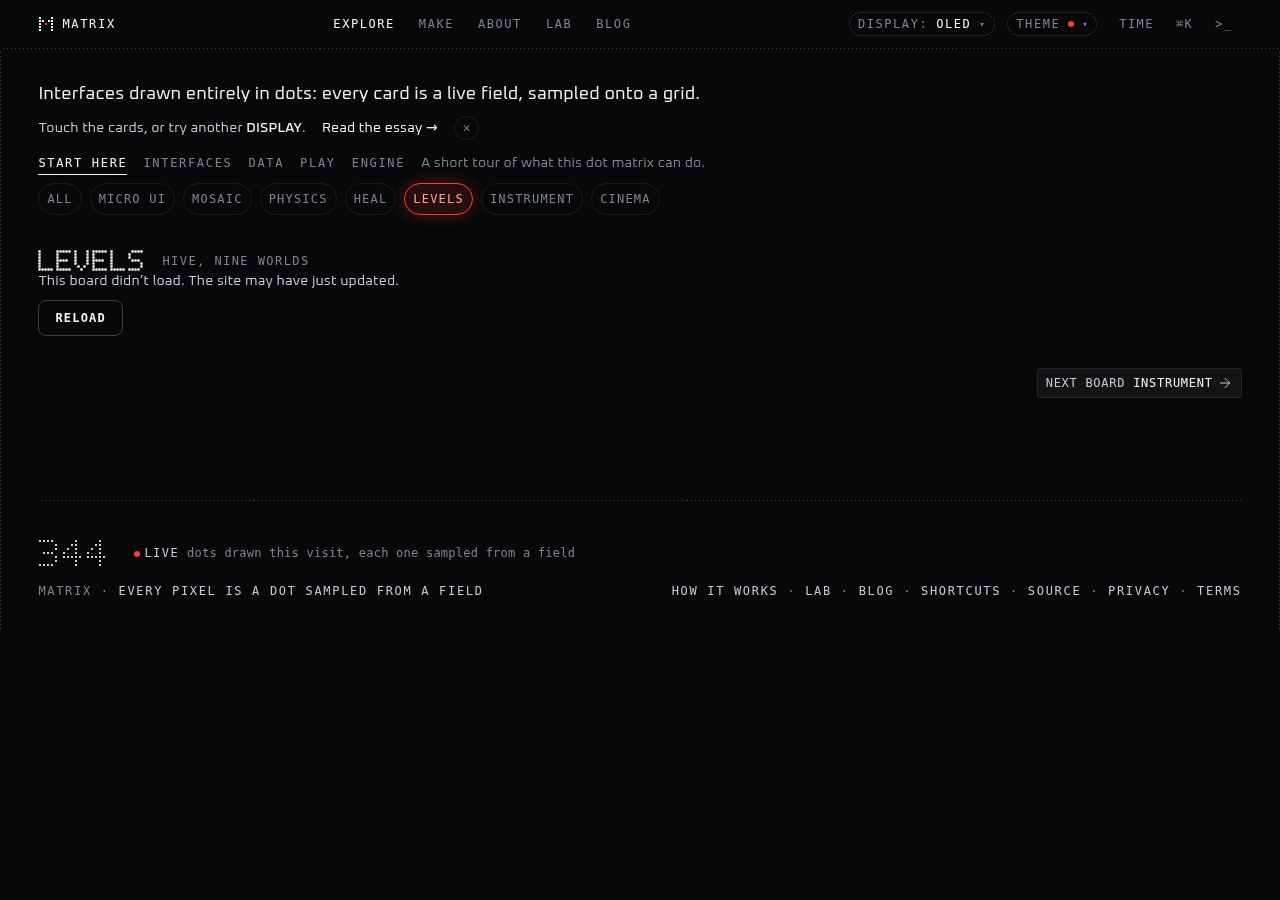 MATRIX EXPLORE MAKE ABOUT LAB BLOG DISPLAY: OLED ▾ THEME ▾ TIME ⌘K >_
Interfaces drawn entirely in dots: every card is a live field, sampled onto a grid.
Touch the cards, or try another DISPLAY. Read the essay → ×
START HERE INTERFACES DATA PLAY ENGINE A short tour of what this dot matrix can do.
ALL MICRO UI MOSAIC PHYSICS HEAL LEVELS INSTRUMENT CINEMA
LEVELS HIVE, NINE WORLDS
This board didn’t load. The site may have just updated.
RELOAD
NEXT BOARD INSTRUMENT →
344 LIVE dots drawn this visit, each one sampled from a field
MATRIX · EVERY PIXEL IS A DOT SAMPLED FROM A FIELD HOW IT WORKS · LAB · BLOG · SHORTCUTS · SOURCE · PRIVACY · TERMS